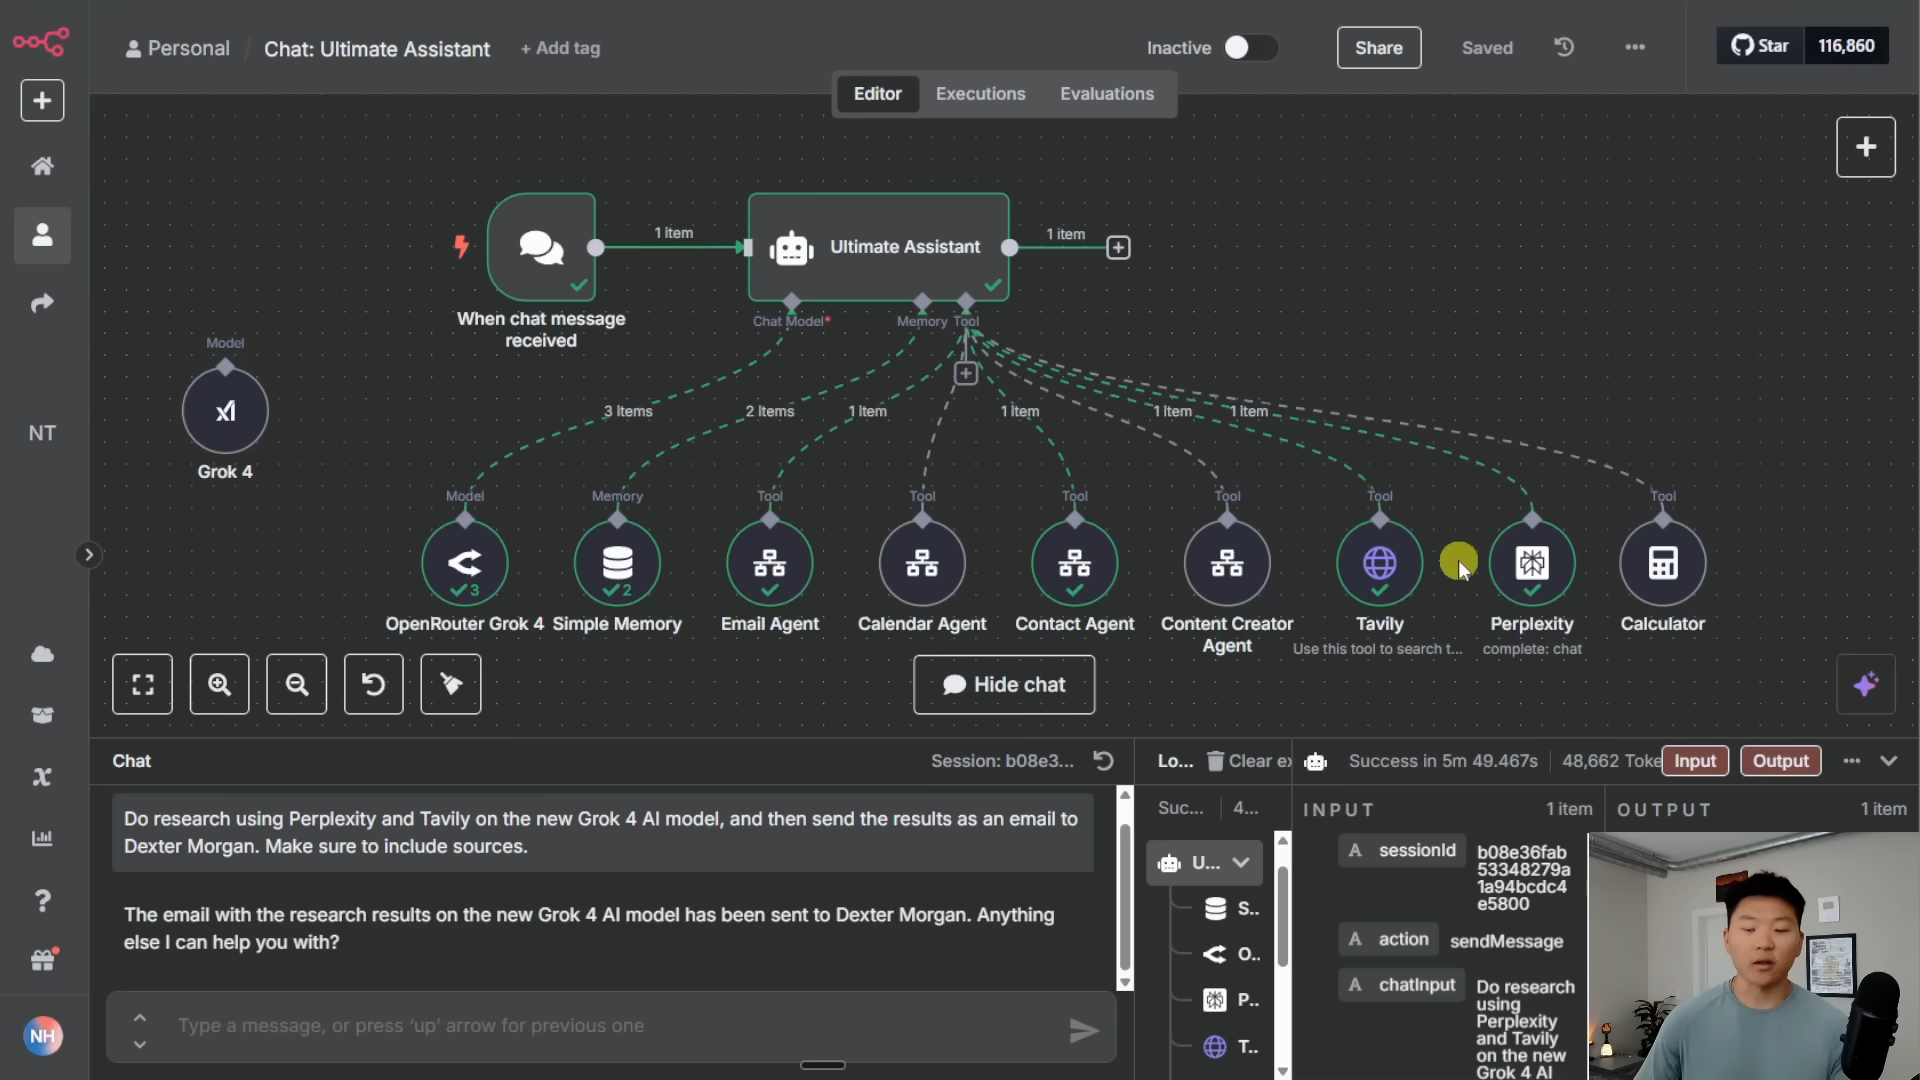 Personal / Chat: Ultimate Assistant + Add tag
Inactive Share Saved ••• Star 116,860
Editor Executions Evaluations
1 item
1 item
Ultimate Assistant
When chat message
received
Chat Model*
Memory
Tool
Model
Grok 4
3 items
2 items
1 item
1 item
1 item
1 item
NT
Model
Memory
Tool
Tool
Tool
Tool
Tool
Tool
3
2
OpenRouter Grok 4
Simple Memory
Email Agent
Calendar Agent
Contact Agent
Content Creator
Agent
Tavily
Use this tool to search t...
Perplexity
complete: chat
Calculator
Hide chat
Chat
Session: b08e3...
Lo...
Clear ex
Success in 5m 49.467s
48,662 Toke
Input
Output
Do research using Perplexity and Tavily on the new Grok 4 AI model, and then send the results as an email to
Dexter Morgan. Make sure to include sources.
The email with the research results on the new Grok 4 AI model has been sent to Dexter Morgan. Anything
else I can help you with?
Type a message, or press 'up' arrow for previous one
NH
Suc...
4...
U...
S..
O..
P..
T..
INPUT
1 item
OUTPUT
1 item
A sessionId
b08e36fab
53348279a
1a94bcdc4
e5800
A action
sendMessage
A chatInput
Do research
using
Perplexity
and Tavily
on the new
Grok 4 AI